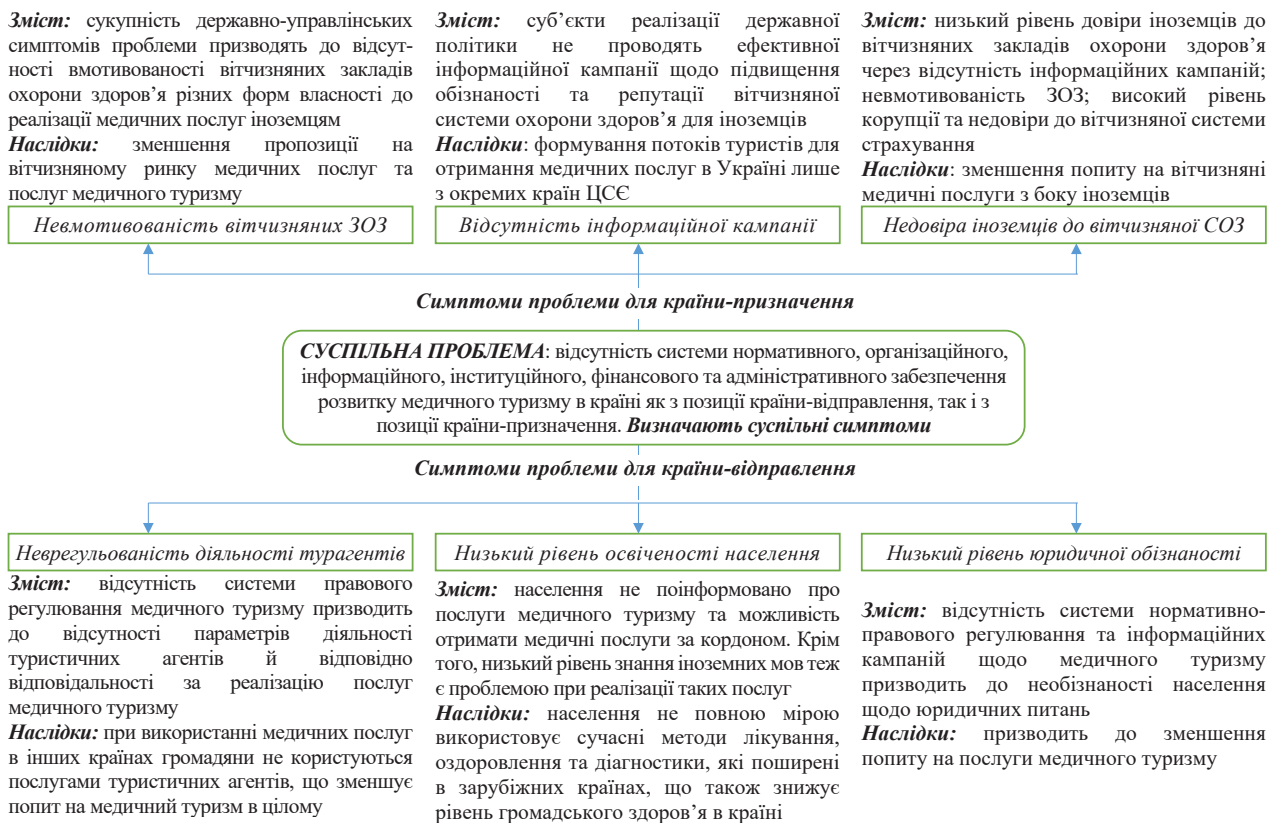 Зміст: сукупність державно-управлінських
симптомів проблеми призводять до відсут-
ності вмотивованості вітчизняних закладів
охорони здоров’я різних форм власності до
реалізації медичних послуг іноземцям
Наслідки: зменшення пропозиції на
вітчизняному ринку медичних послуг та
послуг медичного туризму
Невмотивованість вітчизняних ЗОЗ
Зміст: суб’єкти реалізації державної
політики не проводять ефективної
інформаційної кампанії щодо підвищення
обізнаності та репутації вітчизняної
системи охорони здоров’я для іноземців
Наслідки: формування потоків туристів для
отримання медичних послуг в Україні лише
з окремих країн ЦСЄ
Відсутність інформаційної кампанії
Зміст: низький рівень довіри іноземців до
вітчизняних закладів охорони здоров’я
через відсутність інформаційних кампаній;
невмотивованість ЗОЗ; високий рівень
корупції та недовіри до вітчизняної системи
страхування
Наслідки: зменшення попиту на вітчизняні
медичні послуги з боку іноземців
Недовіра іноземців до вітчизняної СОЗ
Симптоми проблеми для країни-призначення
СУСПІЛЬНА ПРОБЛЕМА: відсутність системи нормативного, організаційного,
інформаційного, інституційного, фінансового та адміністративного забезпечення
розвитку медичного туризму в країні як з позиції країни-відправлення, так і з
позиції країни-призначення. Визначають суспільні симптоми
Симптоми проблеми для країни-відправлення
Неврегульованість діяльності турагентів
Зміст: відсутність системи правового
регулювання медичного туризму призводить
до відсутності параметрів діяльності
туристичних агентів й відповідно
відповідальності за реалізацію послуг
медичного туризму
Наслідки: при використанні медичних послуг
в інших країнах громадяни не користуються
послугами туристичних агентів, що зменшує
попит на медичний туризм в цілому
Низький рівень освіченості населення
Зміст: населення не поінформовано про
послуги медичного туризму та можливість
отримати медичні послуги за кордоном. Крім
того, низький рівень знання іноземних мов теж
є проблемою при реалізації таких послуг
Наслідки: населення не повною мірою
використовує сучасні методи лікування,
оздоровлення та діагностики, які поширені
в зарубіжних країнах, що також знижує
рівень громадського здоров’я в країні
Низький рівень юридичної обізнаності
Зміст: відсутність системи нормативно-
правового регулювання та інформаційних
кампаній щодо медичного туризму
призводить до необізнаності населення
щодо юридичних питань
Наслідки: призводить до зменшення
попиту на послуги медичного туризму